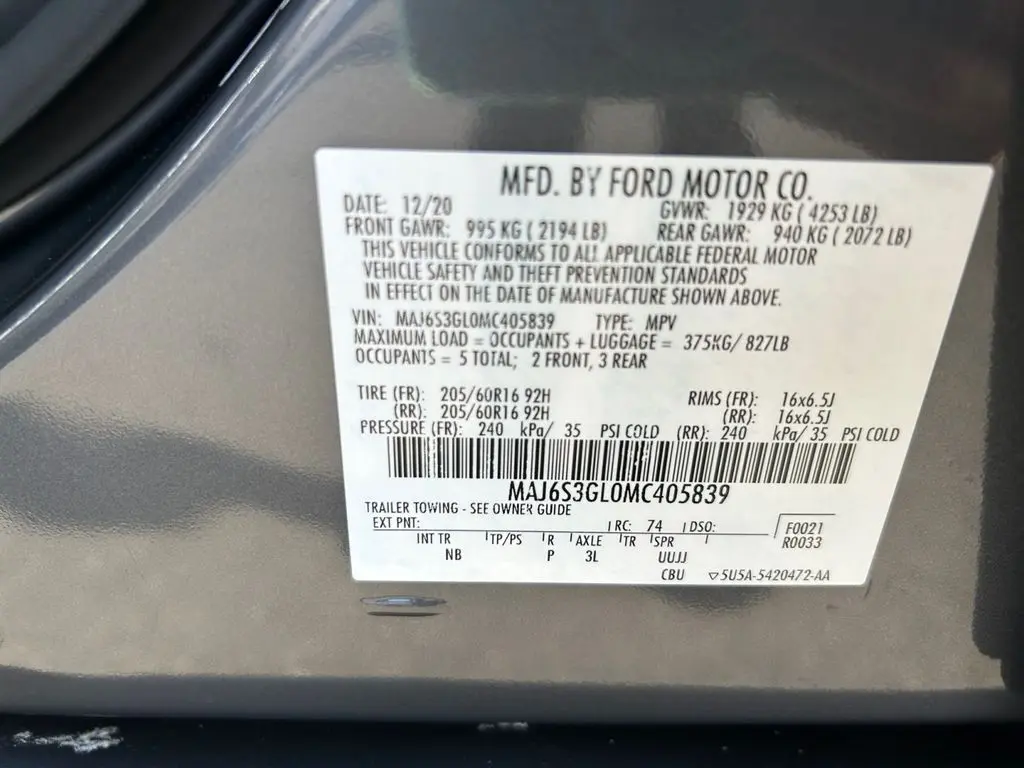 MFD. BY FORD MOTOR CO.
DATE: 12/20 GVWR: 1929 KG ( 4253 LB)
FRONT GAWR: 995 KG ( 2194 LB) REAR GAWR: 940 KG ( 2072 LB)
THIS VEHICLE CONFORMS TO ALL APPLICABLE FEDERAL MOTOR
VEHICLE SAFETY AND THEFT PREVENTION STANDARDS
IN EFFECT ON THE DATE OF MANUFACTURE SHOWN ABOVE.
VIN: MAJ6S3GL0MC405839 TYPE: MPV
MAXIMUM LOAD = OCCUPANTS + LUGGAGE = 375KG/ 827LB
OCCUPANTS = 5 TOTAL; 2 FRONT, 3 REAR
TIRE (FR): 205/60R16 92H RIMS (FR): 16x6.5J
(RR): 205/60R16 92H (RR): 16x6.5J
PRESSURE (FR): 240 kPa/ 35 PSI COLD (RR): 240 kPa/ 35 PSI COLD
MAJ6S3GL0MC405839
TRAILER TOWING - SEE OWNER GUIDE
EXT PNT: RC: 74 DSO: F0021
R0033
INT TR TP/PS R AXLE TR SPR
NB P 3L UUJJ
CBU ▽5U5A-5420472-AA